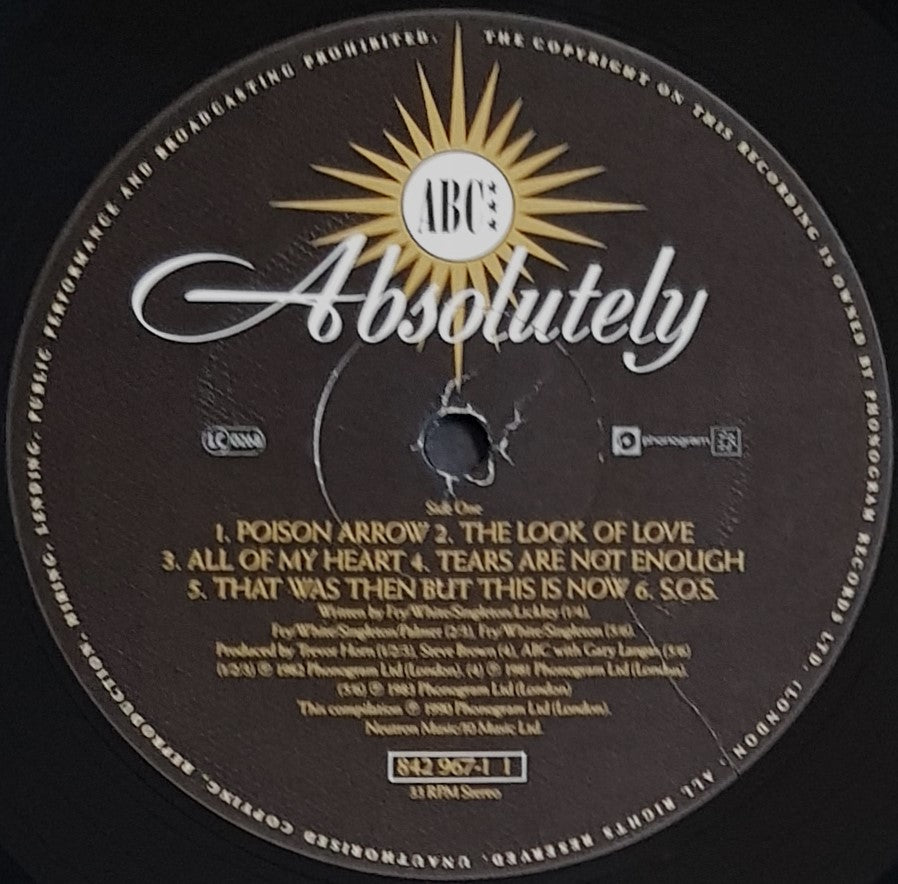 UNAUTHORISED COPYING, REPRODUCTION, HIRING, LENDING, PUBLIC PERFORMANCE AND BROADCASTING PROHIBITED.
THE COPYRIGHT ON THIS RECORDING IS OWNED BY PHONOGRAM RECORDS LTD. (LONDON). ALL RIGHTS RESERVED.
ABC
Absolutely
LC
phonogram
Side One
1. POISON ARROW 2. THE LOOK OF LOVE
3. ALL OF MY HEART 4. TEARS ARE NOT ENOUGH
5. THAT WAS THEN BUT THIS IS NOW 6. S.O.S.
Written by Fry/White/Singleton/Lickley (1/4).
Fry/White/Singleton/Palmer (2/3). Fry/White/Singleton (5/6).
Produced by Trevor Horn (1/2/3). Steve Brown (4). ABC with Gary Langan (5/6)
(1/2/3) ℗ 1982 Phonogram Ltd (London). (4) ℗ 1981 Phonogram Ltd (London).
(5/6) ℗ 1983 Phonogram Ltd (London)
This compilation ℗ 1990 Phonogram Ltd (London).
Neutron Music/10 Music Ltd.
842 967-1 1
33 RPM Stereo